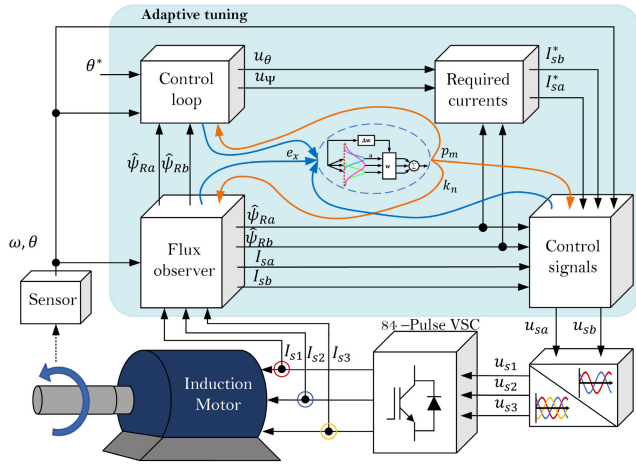 Adaptive tuning
θ*
Control
loop
u_θ
u_Ψ
Required
currents
I*_sb
I*_sa
Δw
a
w
Σ
e_x
p_m
k_n
ψ̂_Ra ψ̂_Rb
ω, θ
Sensor
Flux
observer
ψ̂_Ra
ψ̂_Rb
I_sa
I_sb
Control
signals
u_sa u_sb
84 –Pulse VSC
I_s1 I_s2 I_s3
Induction
Motor
u_s1
u_s2
u_s3